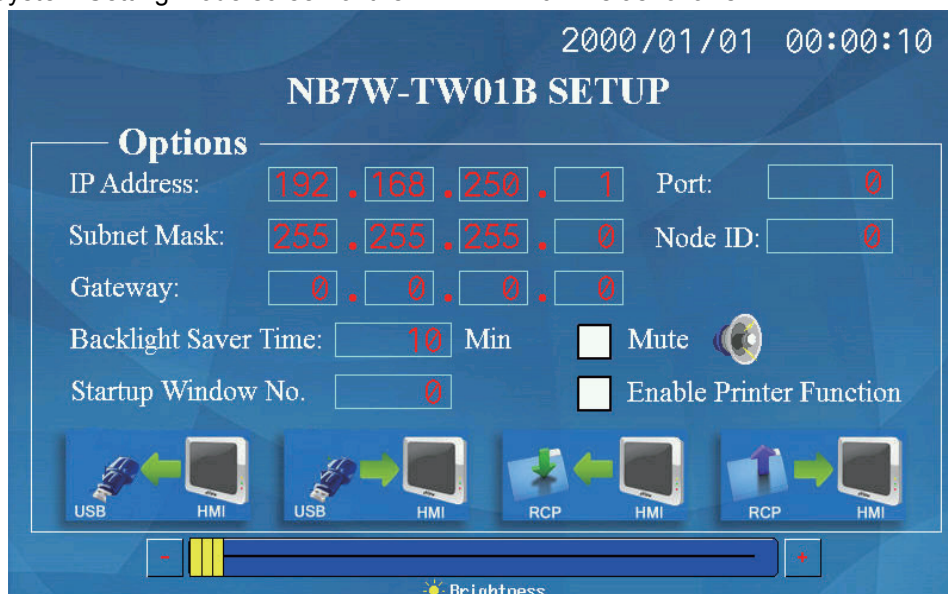 2000/01/01 00:00:10
NB7W-TW01B SETUP
Options
IP Address: 192 . 168 . 250 . 1 Port: 0
Subnet Mask: 255 . 255 . 255 . 0 Node ID: 0
Gateway: 0 . 0 . 0 . 0
Backlight Saver Time: 10 Min Mute
Startup Window No. 0 Enable Printer Function
USB HMI USB HMI RCP HMI RCP HMI
- +
Brightness